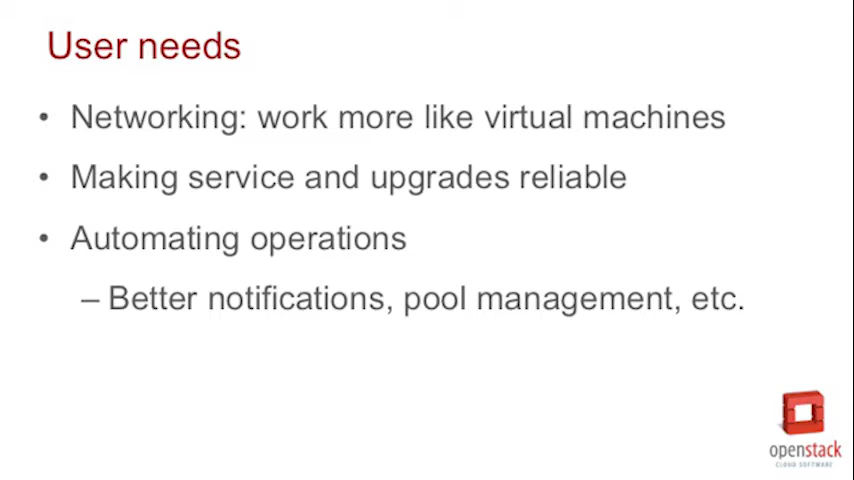 User needs
• Networking: work more like virtual machines
• Making service and upgrades reliable
• Automating operations
– Better notifications, pool management, etc.
openstack
CLOUD SOFTWARE